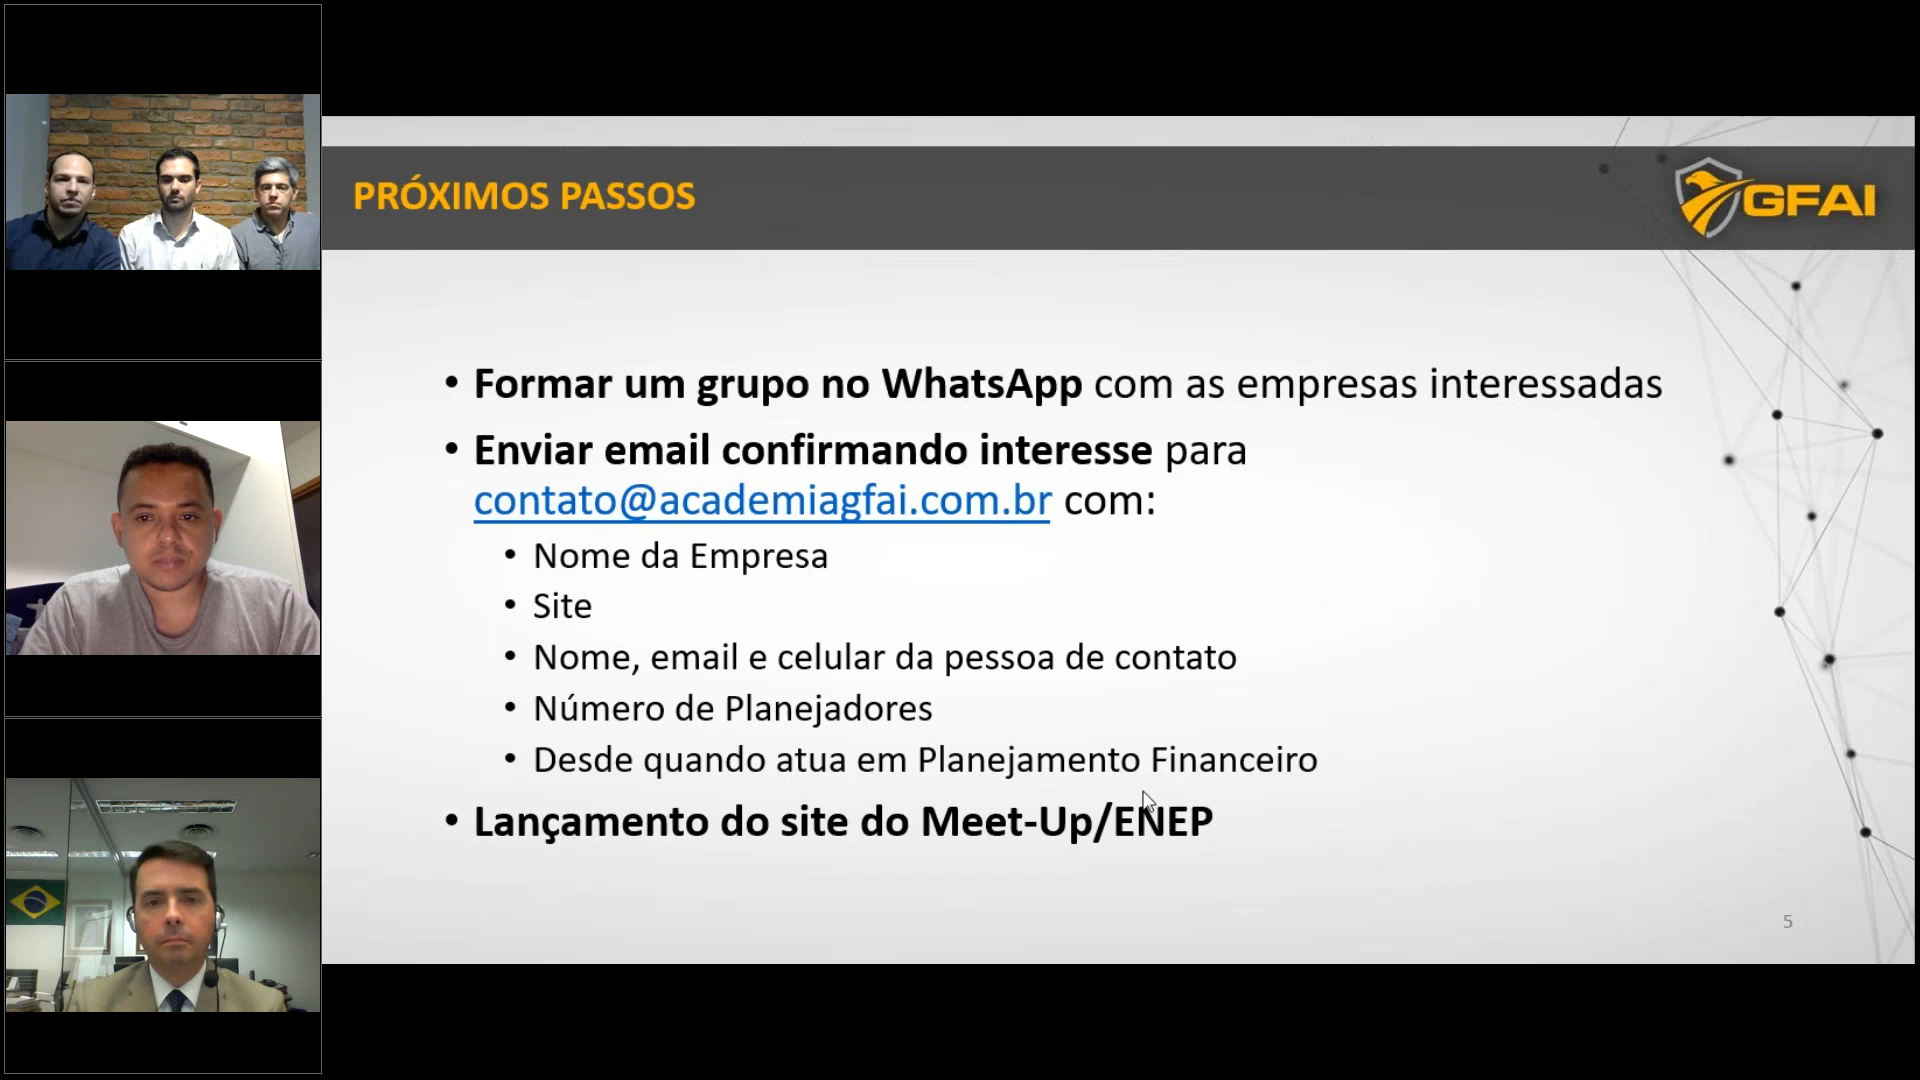 PRÓXIMOS PASSOS
GFAI
• Formar um grupo no WhatsApp com as empresas interessadas
• Enviar email confirmando interesse para
contato@academiagfai.com.br com:
• Nome da Empresa
• Site
• Nome, email e celular da pessoa de contato
• Número de Planejadores
• Desde quando atua em Planejamento Financeiro
• Lançamento do site do Meet-Up/ENEP
5